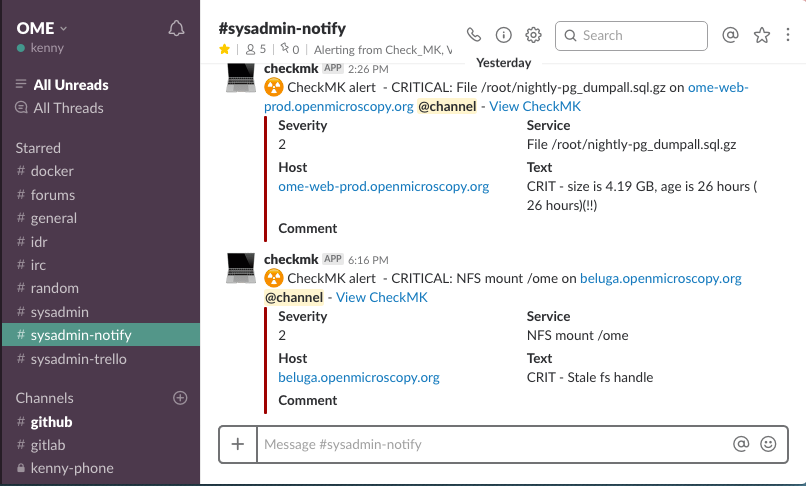 OME
kenny
All Unreads
All Threads
Starred
# docker
# forums
# general
# idr
# irc
# random
# sysadmin
# sysadmin-notify
# sysadmin-trello
Channels
# github
# gitlab
kenny-phone
#sysadmin-notify
5 | 0 | Alerting from Check_MK,
Search
Yesterday
checkmk APP 2:26 PM
CheckMK alert - CRITICAL: File /root/nightly-pg_dumpall.sql.gz on ome-web-
prod.openmicroscopy.org @channel - View CheckMK
Severity
2
Service
File /root/nightly-pg_dumpall.sql.gz
Host
ome-web-prod.openmicroscopy.org
Text
CRIT - size is 4.19 GB, age is 26 hours (
26 hours)(!!)
Comment
checkmk APP 6:16 PM
CheckMK alert - CRITICAL: NFS mount /ome on beluga.openmicroscopy.org
@channel - View CheckMK
Severity
2
Service
NFS mount /ome
Host
beluga.openmicroscopy.org
Text
CRIT - Stale fs handle
Comment
Message #sysadmin-notify